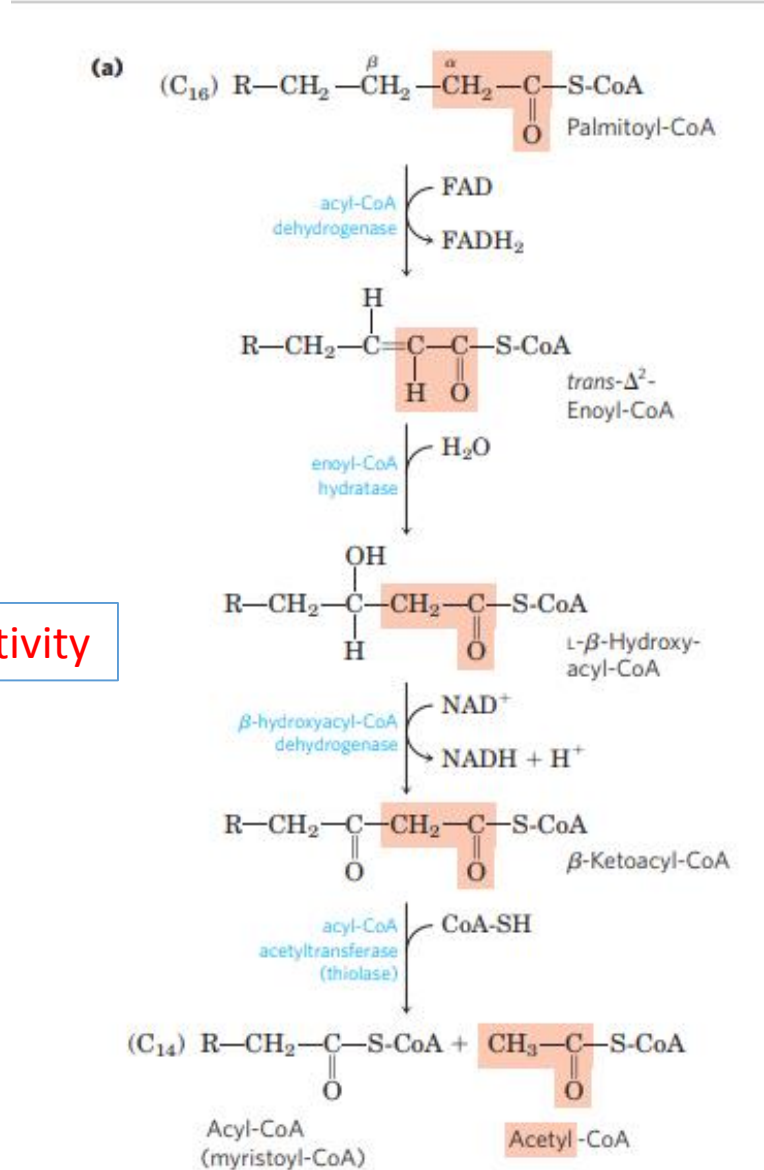 (a)
β α
(C₁₆) R—CH₂—CH₂—CH₂—C—S-CoA
O
Palmitoyl-CoA
acyl-CoA
dehydrogenase
FAD
FADH₂
H
R—CH₂—C=C—C—S-CoA
H O
trans-Δ²-
Enoyl-CoA
enoyl-CoA
hydratase
H₂O
OH
R—CH₂—C—CH₂—C—S-CoA
H O
L-β-Hydroxy-
acyl-CoA
tivity
β-hydroxyacyl-CoA
dehydrogenase
NAD⁺
NADH + H⁺
R—CH₂—C—CH₂—C—S-CoA
O O
β-Ketoacyl-CoA
acyl-CoA
acetyltransferase
(thiolase)
CoA-SH
(C₁₄) R—CH₂—C—S-CoA + CH₃—C—S-CoA
O O
Acyl-CoA
(myristoyl-CoA)
Acetyl-CoA